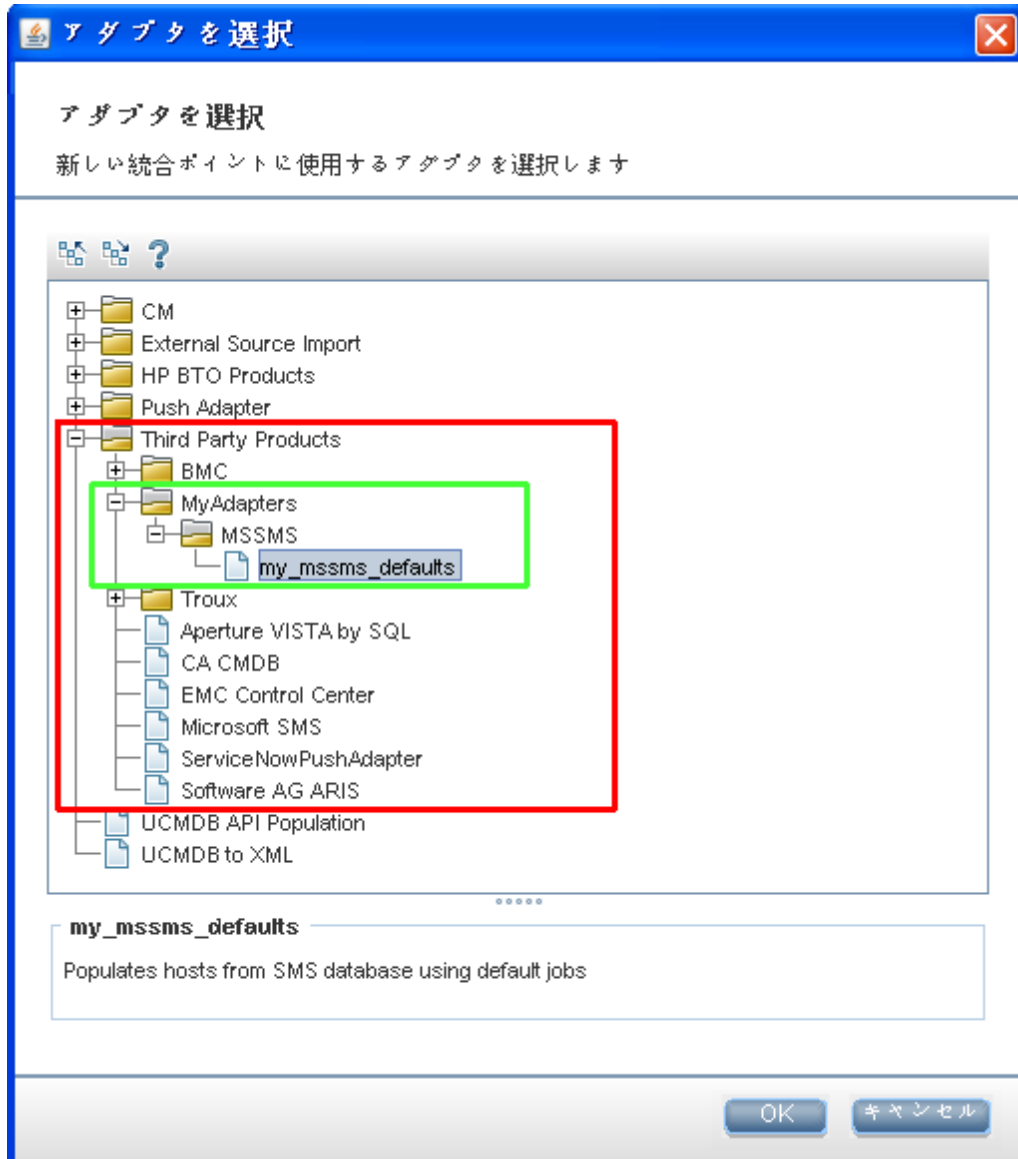 アダプタを選択
アダプタを選択
新しい統合ポイントに使用するアダプタを選択します
CM
External Source Import
HP BTO Products
Push Adapter
Third Party Products
BMC
MyAdapters
MSSMS
my_mssms_defaults
Troux
Aperture VISTA by SQL
CA CMDB
EMC Control Center
Microsoft SMS
ServiceNowPushAdapter
Software AG ARIS
UCMDB API Population
UCMDB to XML
my_mssms_defaults
Populates hosts from SMS database using default jobs
OK キャンセル